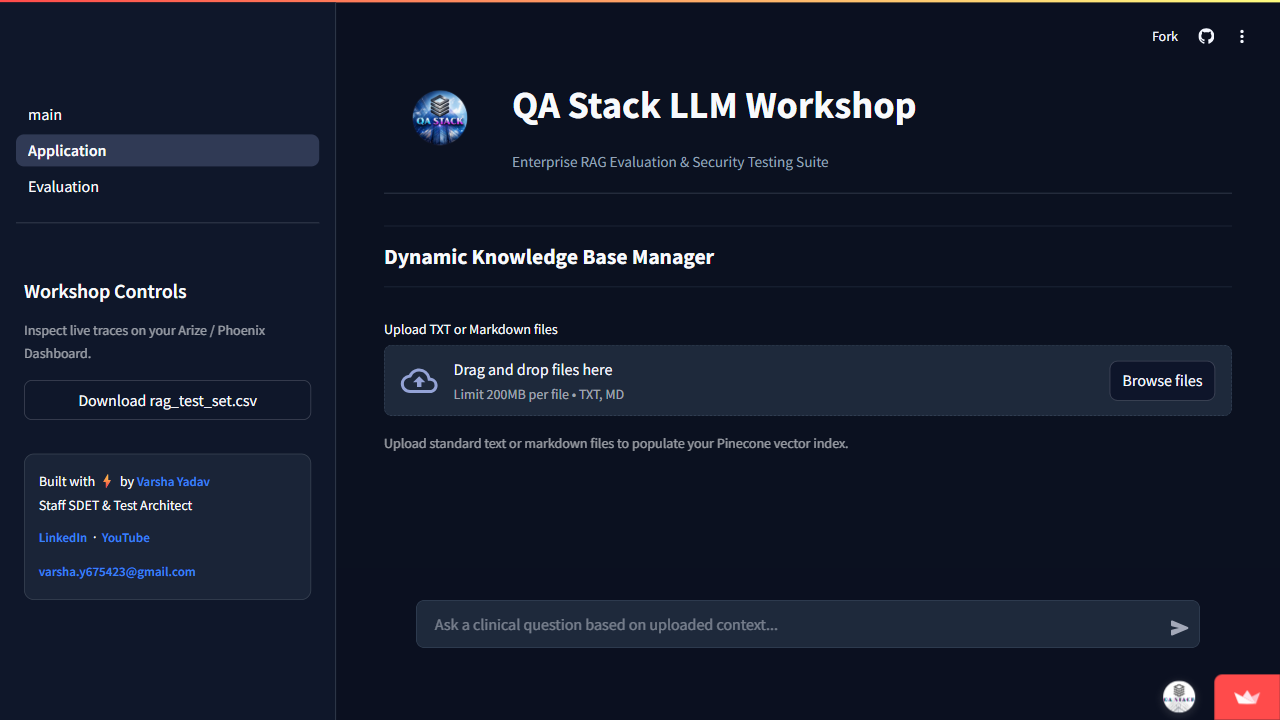 main
Application
Evaluation
Workshop Controls
Inspect live traces on your Arize / Phoenix
Dashboard.
Download rag_test_set.csv
Built with ⚡ by Varsha Yadav
Staff SDET & Test Architect
LinkedIn · YouTube
varsha.y675423@gmail.com
Fork
QA STACK
QA Stack LLM Workshop
Enterprise RAG Evaluation & Security Testing Suite
Dynamic Knowledge Base Manager
Upload TXT or Markdown files
Drag and drop files here
Limit 200MB per file • TXT, MD
Browse files
Upload standard text or markdown files to populate your Pinecone vector index.
Ask a clinical question based on uploaded context...
QA STACK